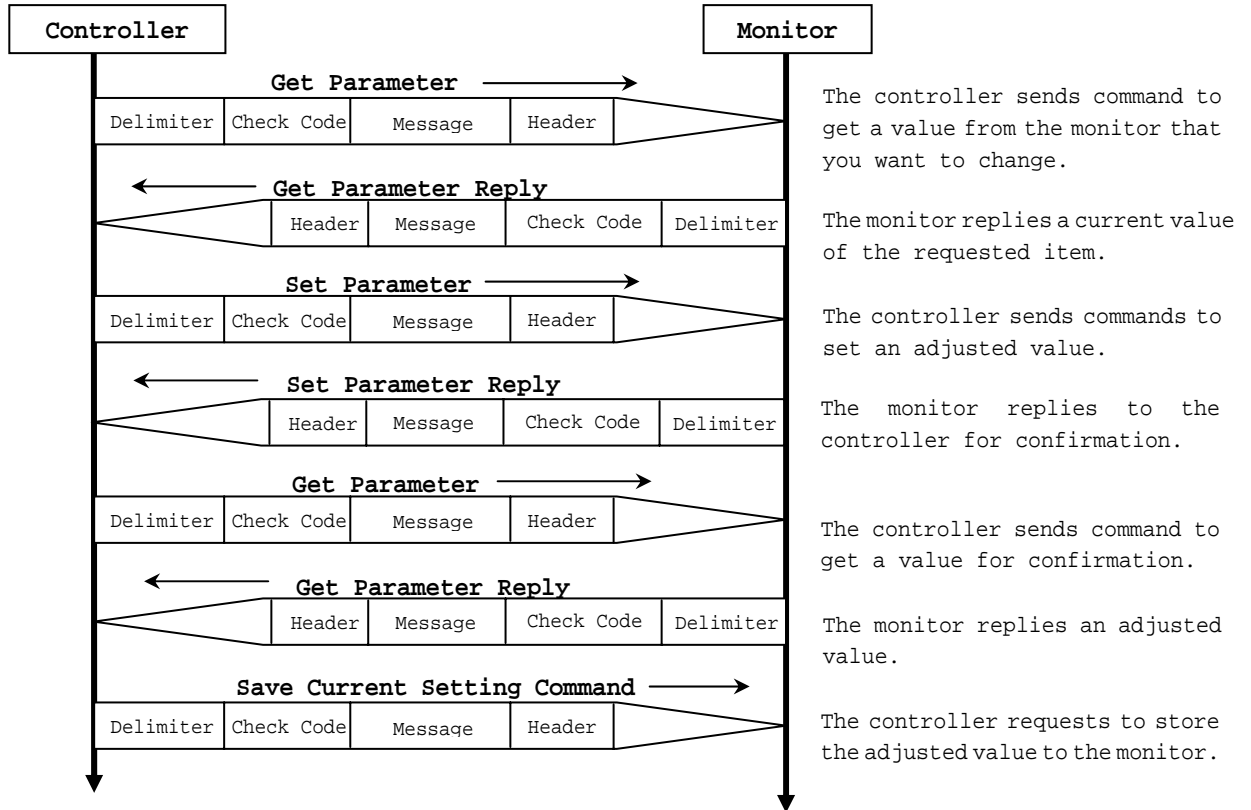 Controller
Monitor
Get Parameter
Delimiter Check Code Message Header
The controller sends command to
get a value from the monitor that
you want to change.
Get Parameter Reply
Header Message Check Code Delimiter
The monitor replies a current value
of the requested item.
Set Parameter
Delimiter Check Code Message Header
The controller sends commands to
set an adjusted value.
Set Parameter Reply
Header Message Check Code Delimiter
The monitor replies to the
controller for confirmation.
Get Parameter
Delimiter Check Code Message Header
The controller sends command to
get a value for confirmation.
Get Parameter Reply
Header Message Check Code Delimiter
The monitor replies an adjusted
value.
Save Current Setting Command
Delimiter Check Code Message Header
The controller requests to store
the adjusted value to the monitor.